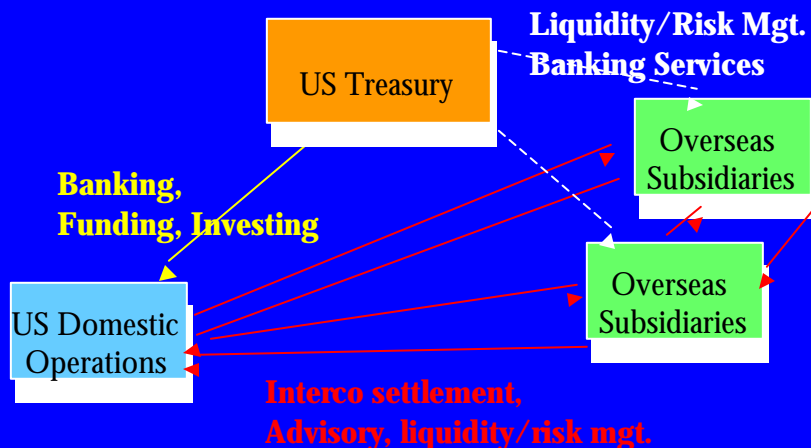 Liquidity/Risk Mgt.
Banking Services
US Treasury
Overseas
Subsidiaries
Banking,
Funding, Investing
Overseas
Subsidiaries
US Domestic
Operations
Interco settlement,
Advisory, liquidity/risk mgt.